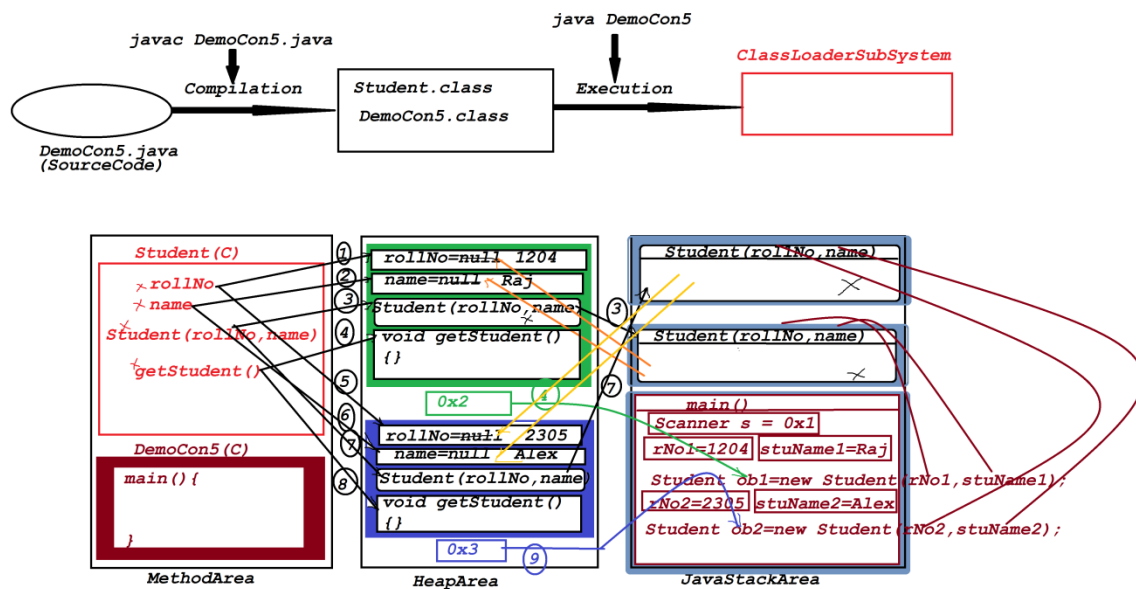 java DemoCon5
javac DemoCon5.java
ClassLoaderSubSystem
Compilation
Student.class
Execution
DemoCon5.class
DemoCon5.java
(SourceCode)
Student(C)
rollNo
name
Student(rollNo,name)
getStudent()
DemoCon5(C)
main(){
}
MethodArea
1
2
3
4
5
6
7
8
rollNo=null 1204
name=null Raj
Student(rollNo,name)
void getStudent()
{}
0x2
4
rollNo=null 2305
name=null Alex
Student(rollNo,name)
void getStudent()
{}
0x3
9
HeapArea
3
7
Student(rollNo,name)
Student(rollNo,name)
main()
Scanner s = 0x1
rNo1=1204 stuName1=Raj
Student ob1=new Student(rNo1,stuName1);
rNo2=2305 stuName2=Alex
Student ob2=new Student(rNo2,stuName2);
JavaStackArea